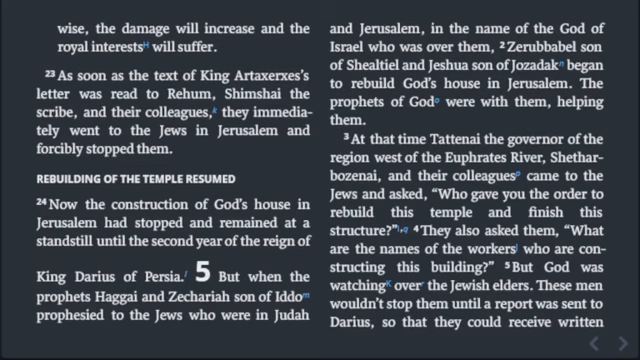 wise, the damage will increase and the
royal interestsᴴ will suffer.
²³ As soon as the text of King Artaxerxes’s
letter was read to Rehum, Shimshai the
scribe, and their colleagues,ᵏ they immedia-
tely went to the Jews in Jerusalem and
forcibly stopped them.
REBUILDING OF THE TEMPLE RESUMED
²⁴ Now the construction of God’s house in
Jerusalem had stopped and remained at a
standstill until the second year of the reign of
King Darius of Persia.ˡ 5 But when the
prophets Haggai and Zechariah son of Iddoᵐ
prophesied to the Jews who were in Judah
and Jerusalem, in the name of the God of
Israel who was over them, ² Zerubbabel son
of Shealtiel and Jeshua son of Jozadakⁿ began
to rebuild God’s house in Jerusalem. The
prophets of Godᵒ were with them, helping
them.
³ At that time Tattenai the governor of the
region west of the Euphrates River, Shethar-
bozenai, and their colleaguesᵖ came to the
Jews and asked, “Who gave you the order to
rebuild this temple and finish this
structure?” ⁴ They also asked them, “What
are the names of the workersʲ who are con-
structing this building?” ⁵ But God was
watchingᴷ overʳ the Jewish elders. These men
wouldn’t stop them until a report was sent to
Darius, so that they could receive written